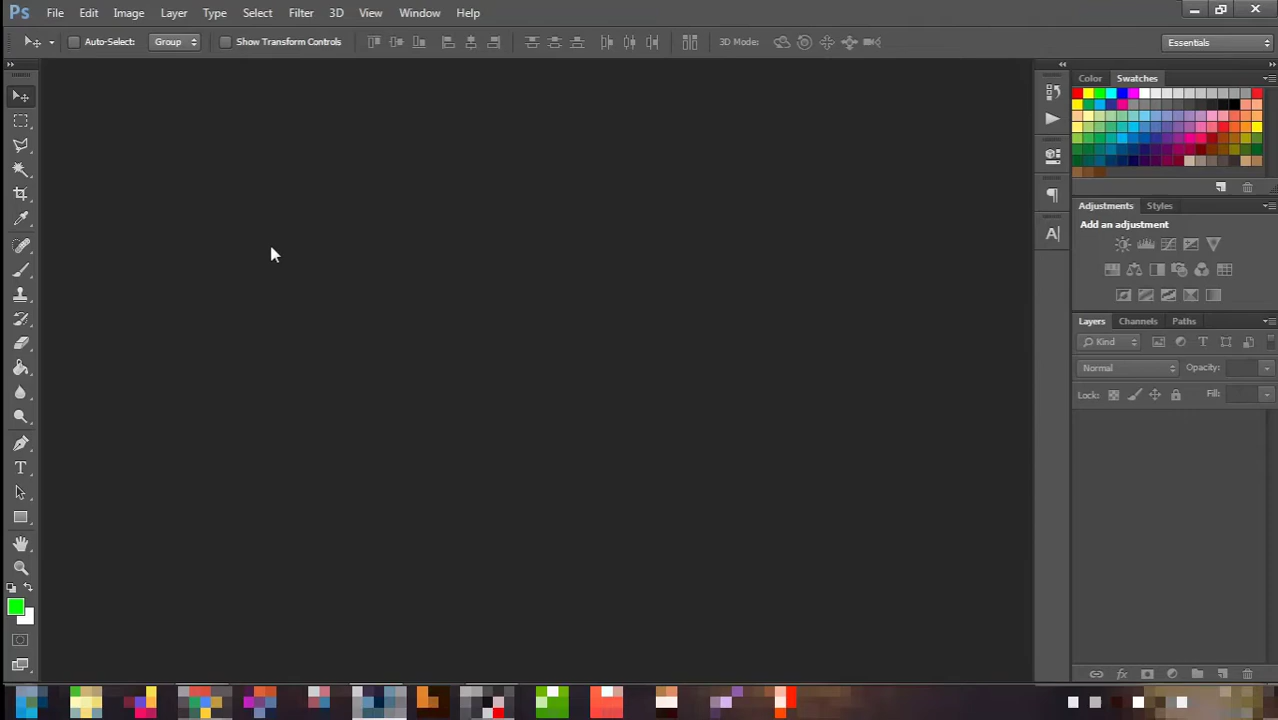 Ps File Edit Image Layer Type Select Filter 3D View Window Help
Auto-Select: Group Show Transform Controls 3D Mode: Essentials
Color Swatches
Adjustments Styles
Add an adjustment
Layers Channels Paths
Kind T
Normal Opacity:
Lock: Fill:
A
T
fx